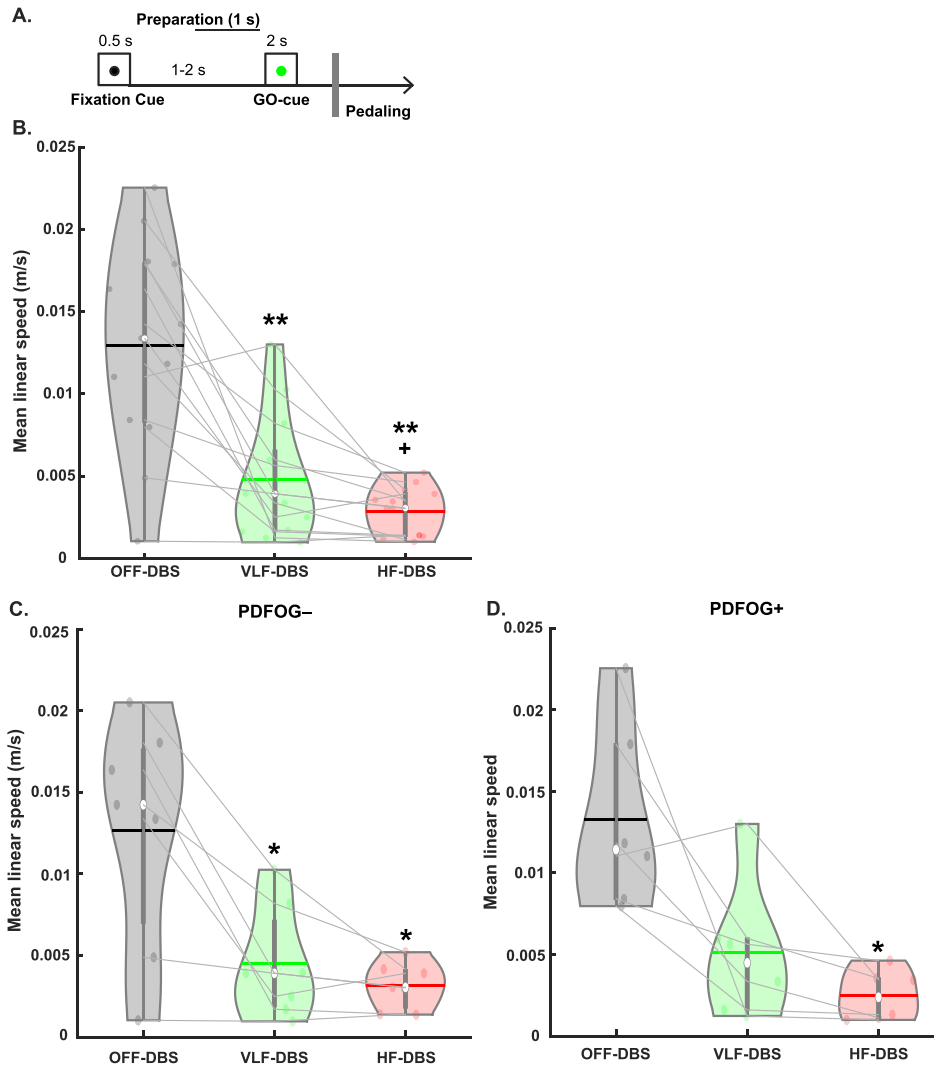 A.
Preparation (1 s)
0.5 s
2 s
1-2 s
Fixation Cue
GO-cue
Pedaling
B.
Mean linear speed (m/s)
0.025
0.02
0.015
0.01
0.005
0
**
**
+
OFF-DBS
VLF-DBS
HF-DBS
C.
PDFOG–
Mean linear speed (m/s)
0.025
0.02
0.015
0.01
0.005
0
*
*
OFF-DBS
VLF-DBS
HF-DBS
D.
PDFOG+
Mean linear speed
0.025
0.02
0.015
0.01
0.005
0
*
OFF-DBS
VLF-DBS
HF-DBS